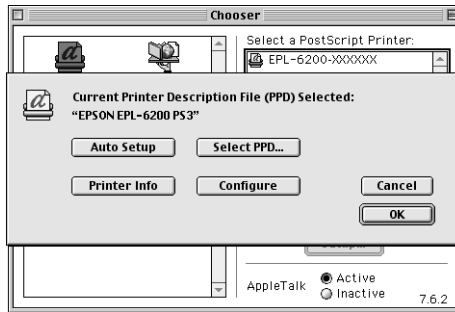 Chooser
Select a PostScript Printer:
EPL-6200-XXXXXX
Current Printer Description File (PPD) Selected:
“EPSON EPL-6200 PS3”
Auto Setup
Select PPD...
Printer Info
Configure
Cancel
OK
AppleTalk
Active
Inactive
7.6.2